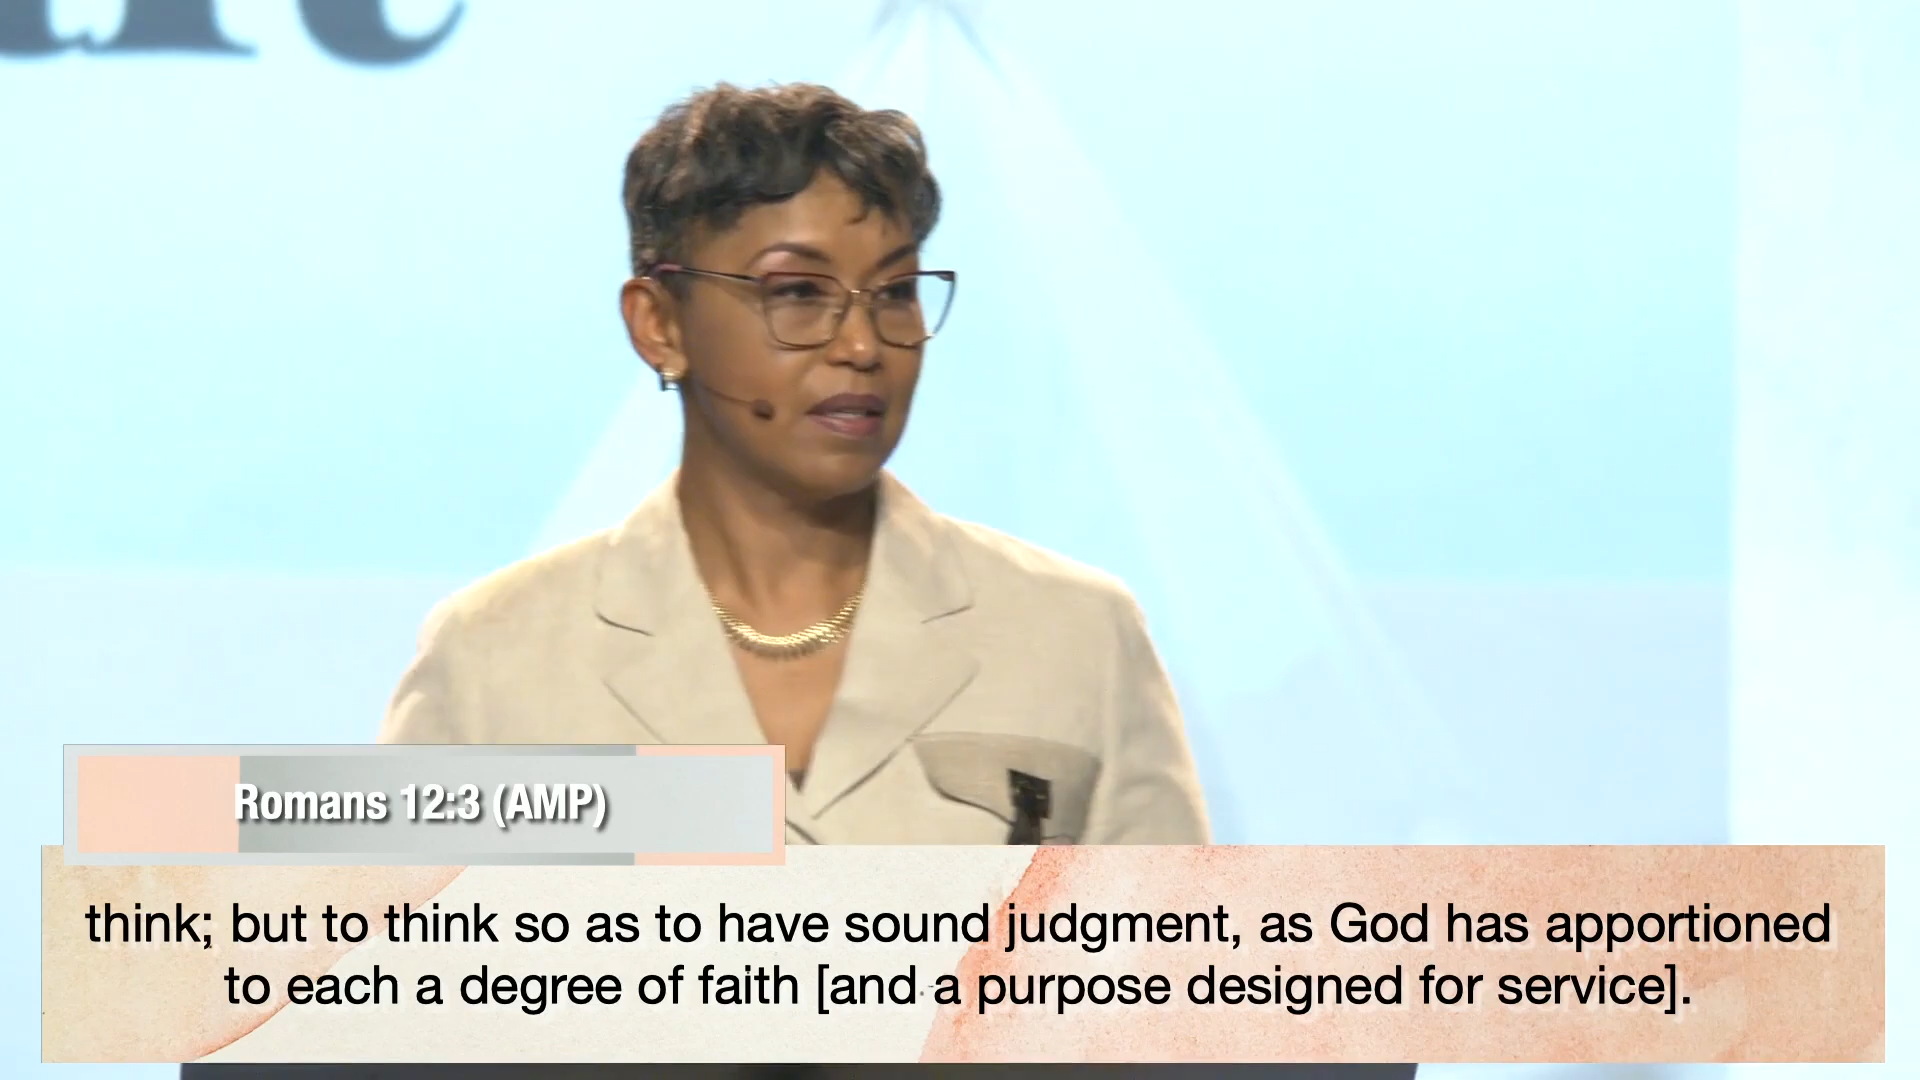 Romans 12:3 (AMP)
think; but to think so as to have sound judgment, as God has apportioned
to each a degree of faith [and a purpose designed for service].